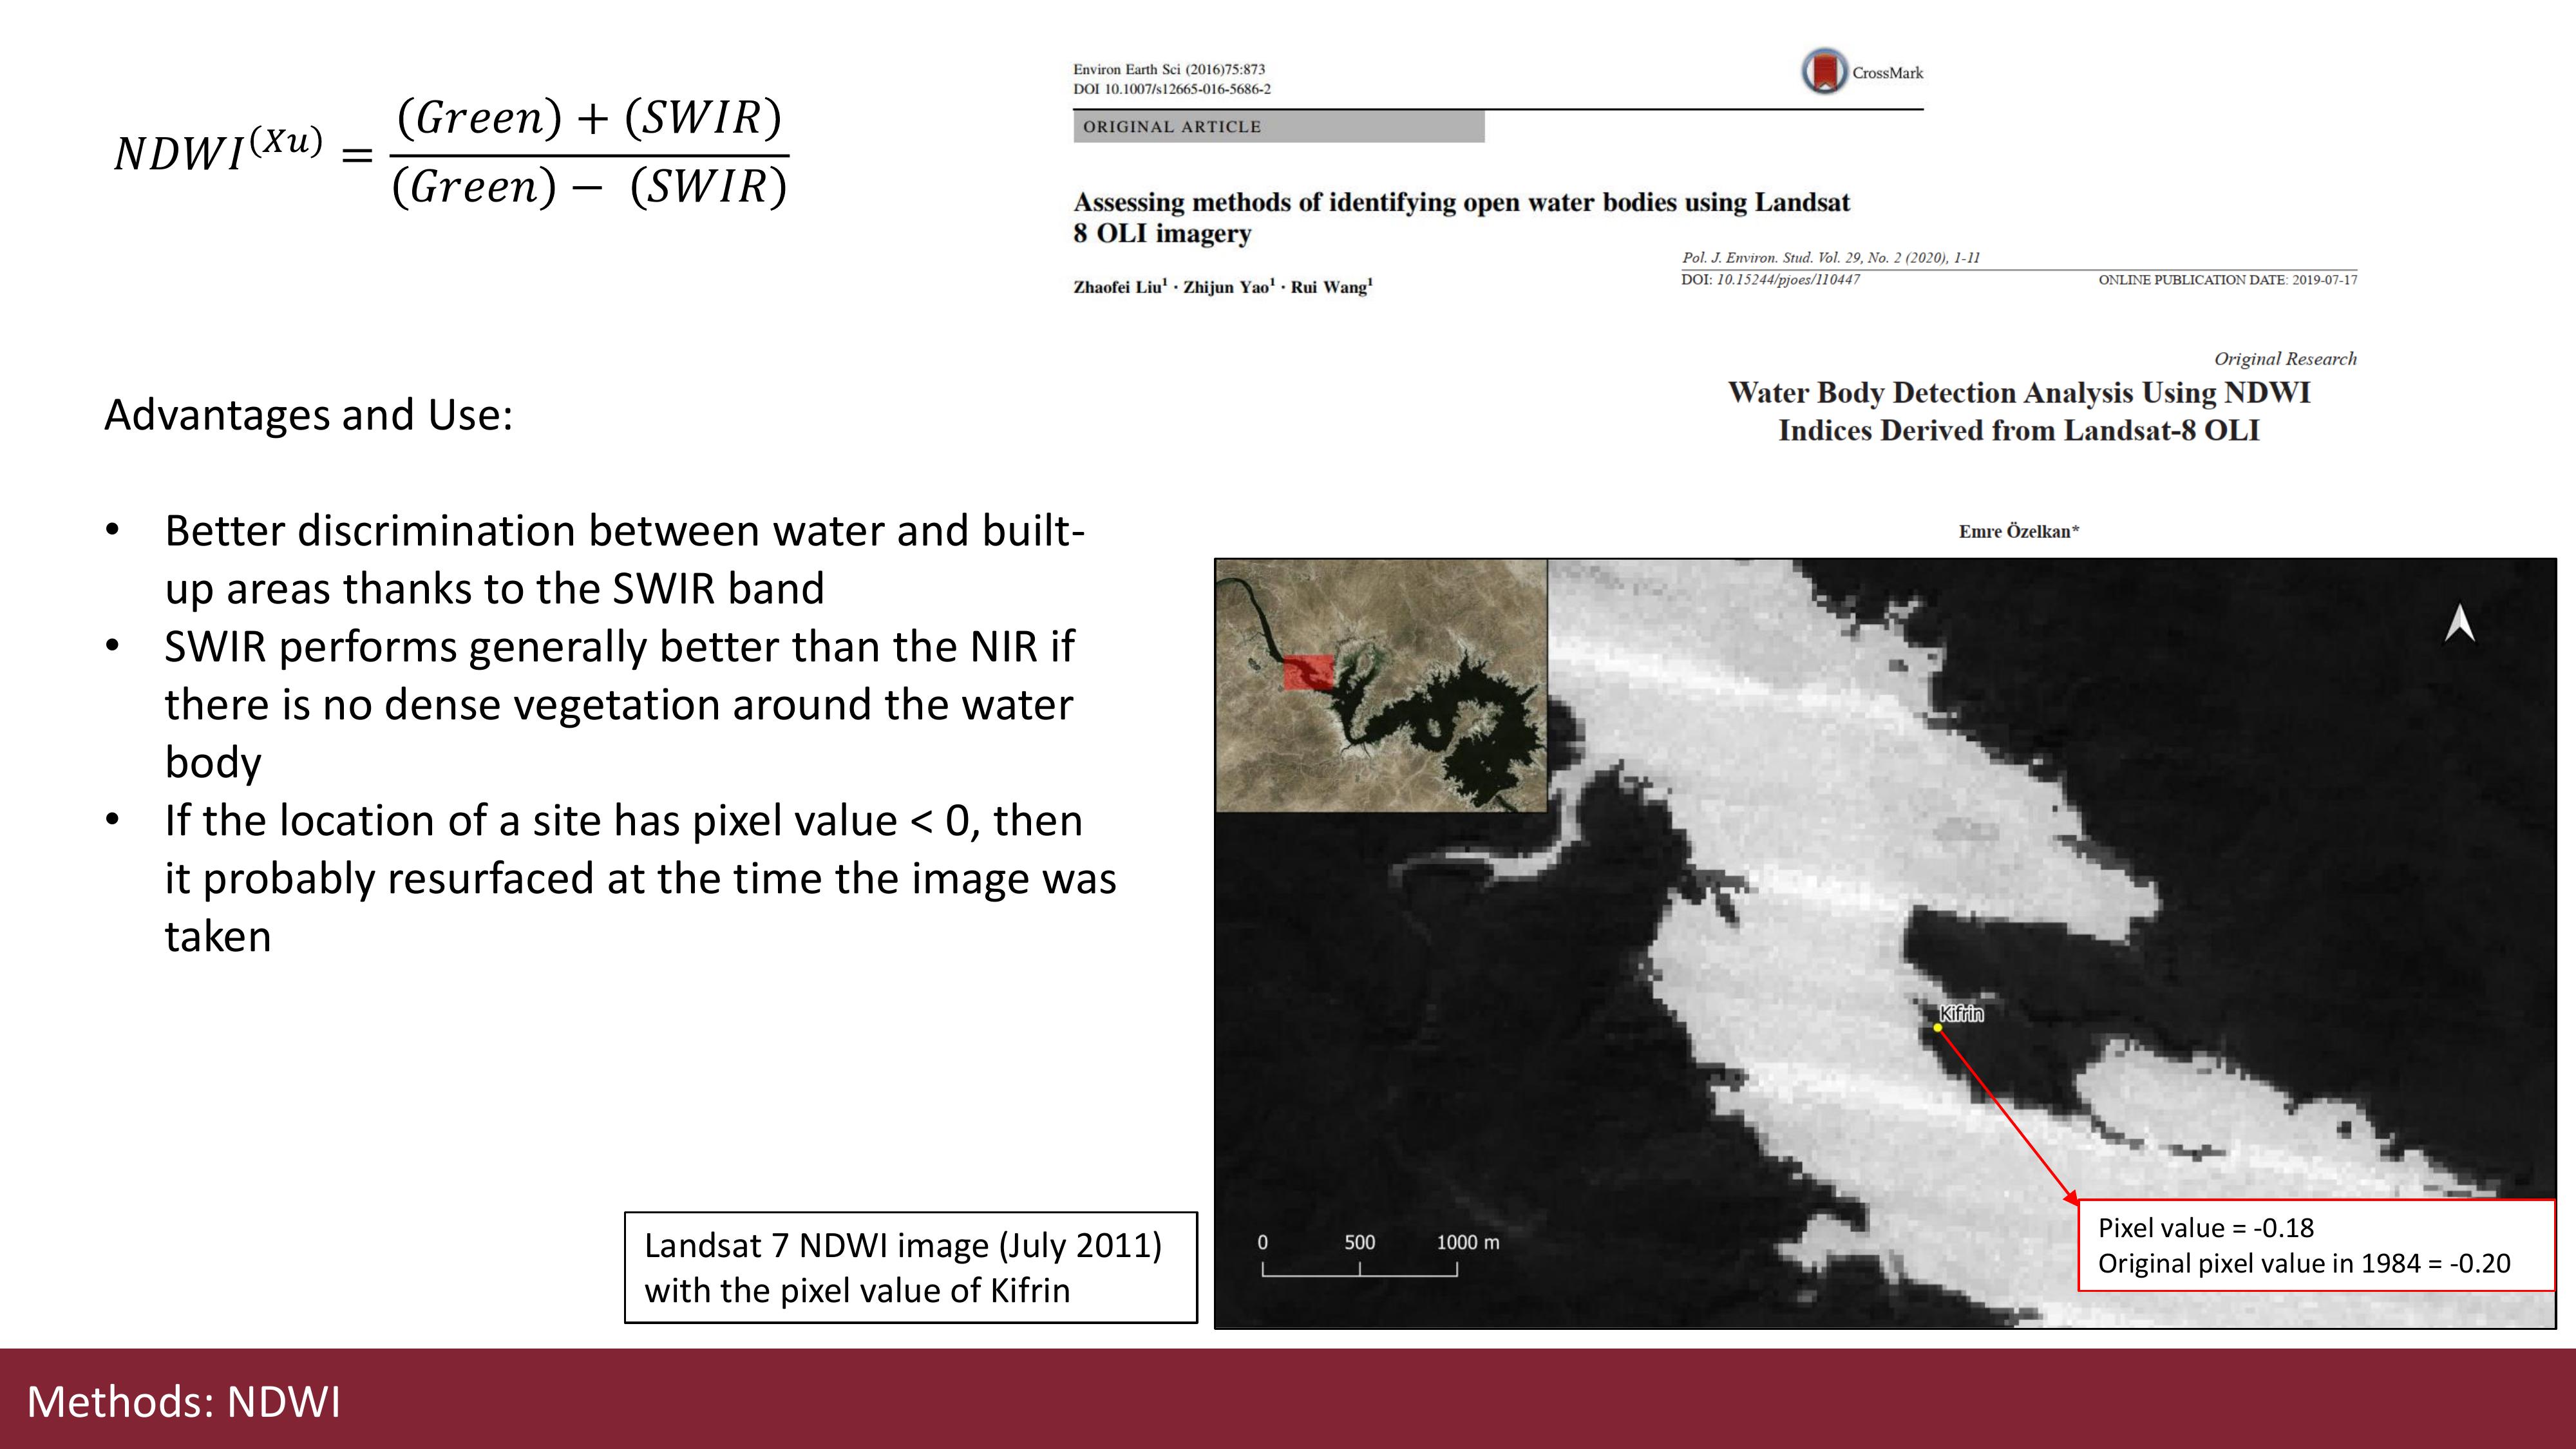 NDWI^(Xu) = (Green) + (SWIR) / (Green) − (SWIR)
Environ Earth Sci (2016)75:873
DOI 10.1007/s12665-016-5686-2
CrossMark
ORIGINAL ARTICLE
Assessing methods of identifying open water bodies using Landsat
8 OLI imagery
Zhaofei Liu¹ · Zhijun Yao¹ · Rui Wang¹
Pol. J. Environ. Stud. Vol. 29, No. 2 (2020), 1-11
DOI: 10.15244/pjoes/110447
ONLINE PUBLICATION DATE: 2019-07-17
Original Research
Water Body Detection Analysis Using NDWI
Indices Derived from Landsat-8 OLI
Emre Özelkan*
Advantages and Use:
• Better discrimination between water and built-
up areas thanks to the SWIR band
• SWIR performs generally better than the NIR if
there is no dense vegetation around the water
body
• If the location of a site has pixel value < 0, then
it probably resurfaced at the time the image was
taken
Kifrin
0 500 1000 m
Pixel value = -0.18
Original pixel value in 1984 = -0.20
Landsat 7 NDWI image (July 2011)
with the pixel value of Kifrin
Methods: NDWI